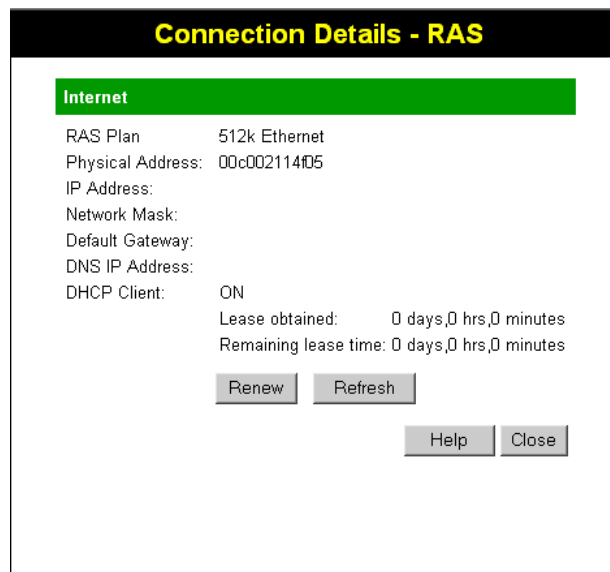 Connection Details - RAS
Internet
RAS Plan 512k Ethernet
Physical Address: 00c002114f05
IP Address:
Network Mask:
Default Gateway:
DNS IP Address:
DHCP Client: ON
Lease obtained: 0 days,0 hrs,0 minutes
Remaining lease time: 0 days,0 hrs,0 minutes
Renew Refresh
Help Close